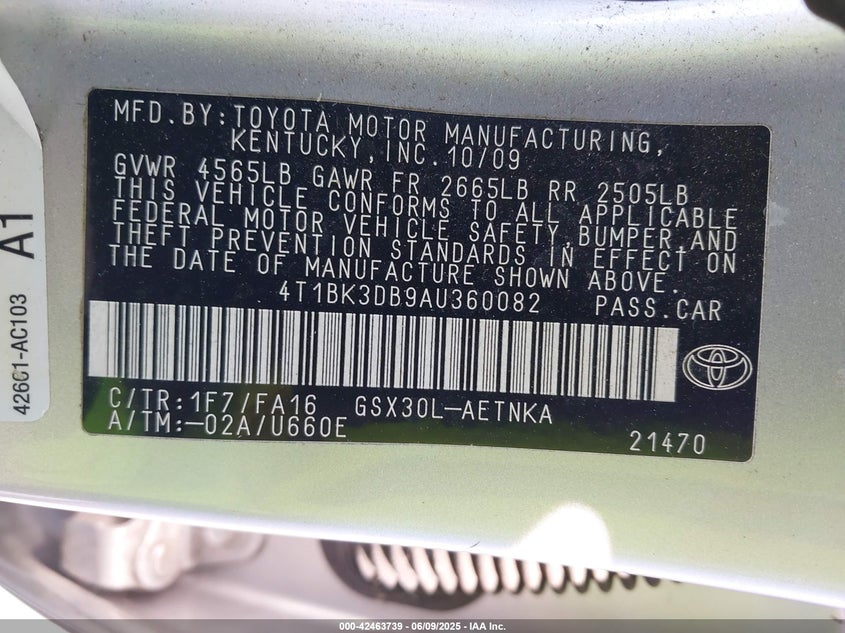 MFD.BY:TOYOTA MOTOR MANUFACTURING,
KENTUCKY,INC.10/09
GVWR 4565LB GAWR FR 2665LB RR 2505LB
THIS VEHICLE CONFORMS TO ALL APPLICABLE
FEDERAL MOTOR VEHICLE SAFETY,BUMPER,AND
THEFT PREVENTION STANDARDS IN EFFECT ON
THE DATE OF MANUFACTURE SHOWN ABOVE.
4T1BK3DB9AU360082 PASS.CAR
C/TR:1F7/FA16 GSX30L-AETNKA
A/TM:-02A/U660E 21470
A1
42661-AC103
000-42463739 - 06/09/2025 - IAA Inc.